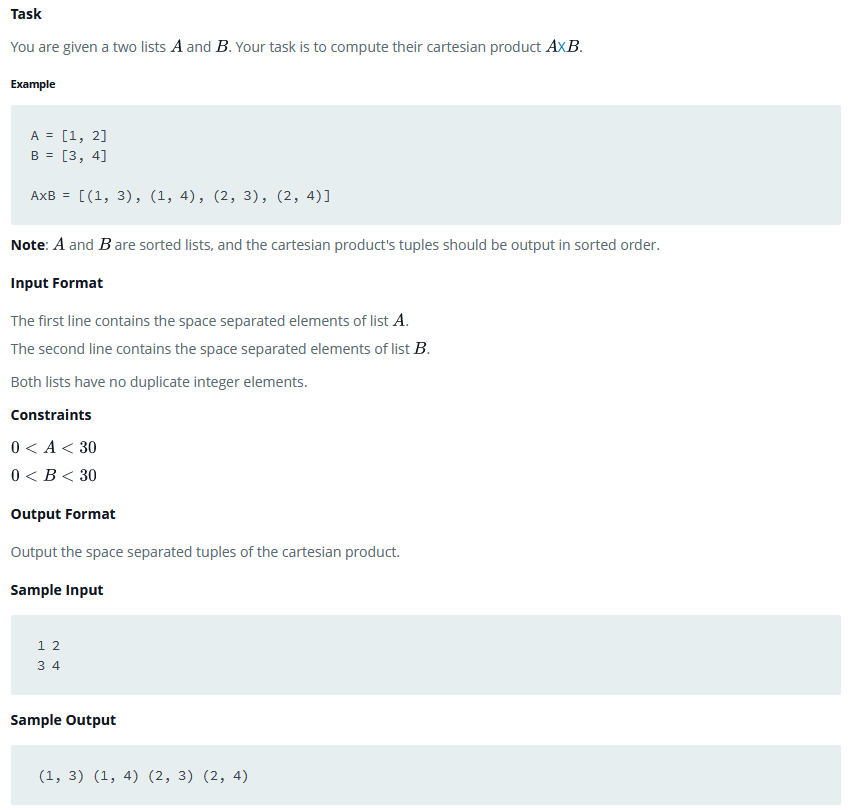 Task
You are given a two lists A and B. Your task is to compute their cartesian product AXB.
Example
A = [1, 2]
B = [3, 4]
AxB = [(1, 3), (1, 4), (2, 3), (2, 4)]
Note: A and B are sorted lists, and the cartesian product's tuples should be output in sorted order.
Input Format
The first line contains the space separated elements of list A.
The second line contains the space separated elements of list B.
Both lists have no duplicate integer elements.
Constraints
0 < A < 30
0 < B < 30
Output Format
Output the space separated tuples of the cartesian product.
Sample Input
1 2
3 4
Sample Output
(1, 3) (1, 4) (2, 3) (2, 4)